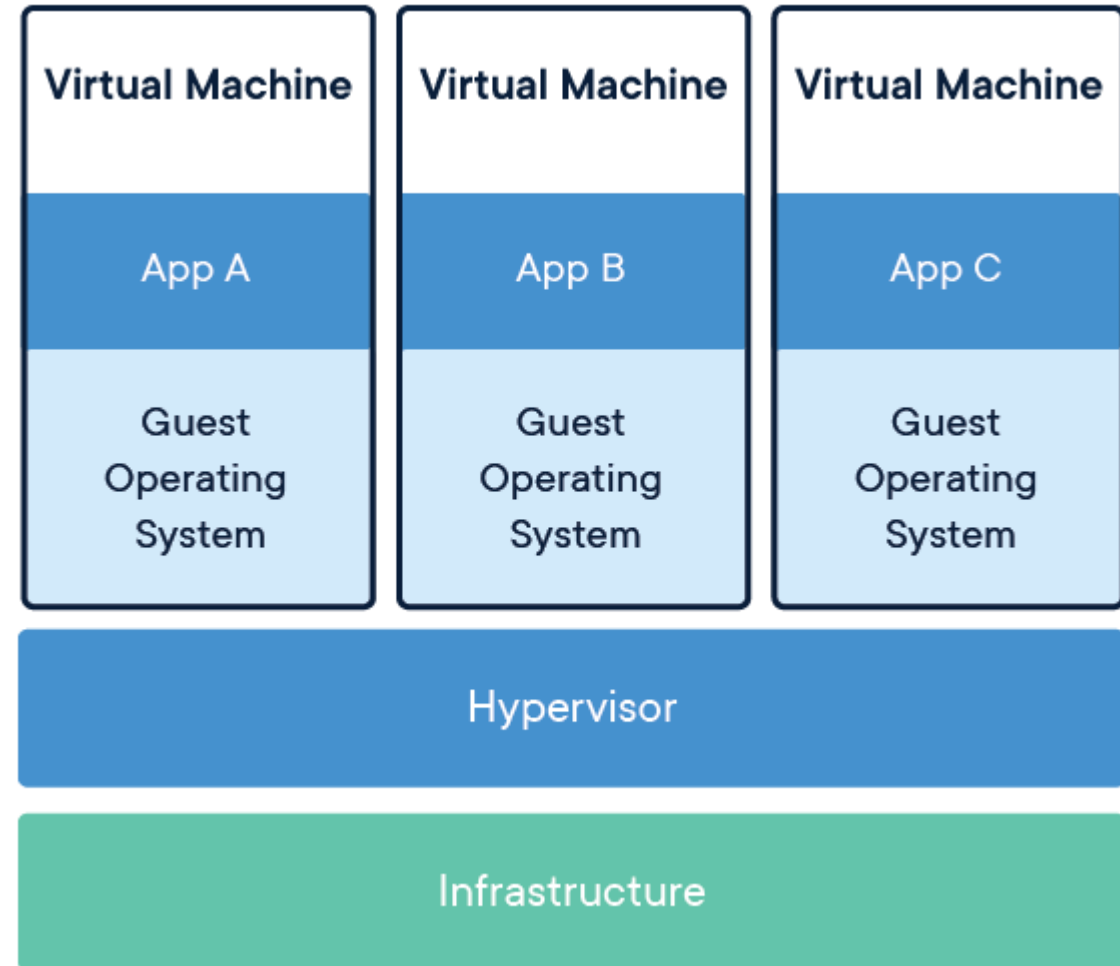 Virtual Machine
Virtual Machine
Virtual Machine
App A
App B
App C
Guest
Operating
System
Guest
Operating
System
Guest
Operating
System
Hypervisor
Infrastructure